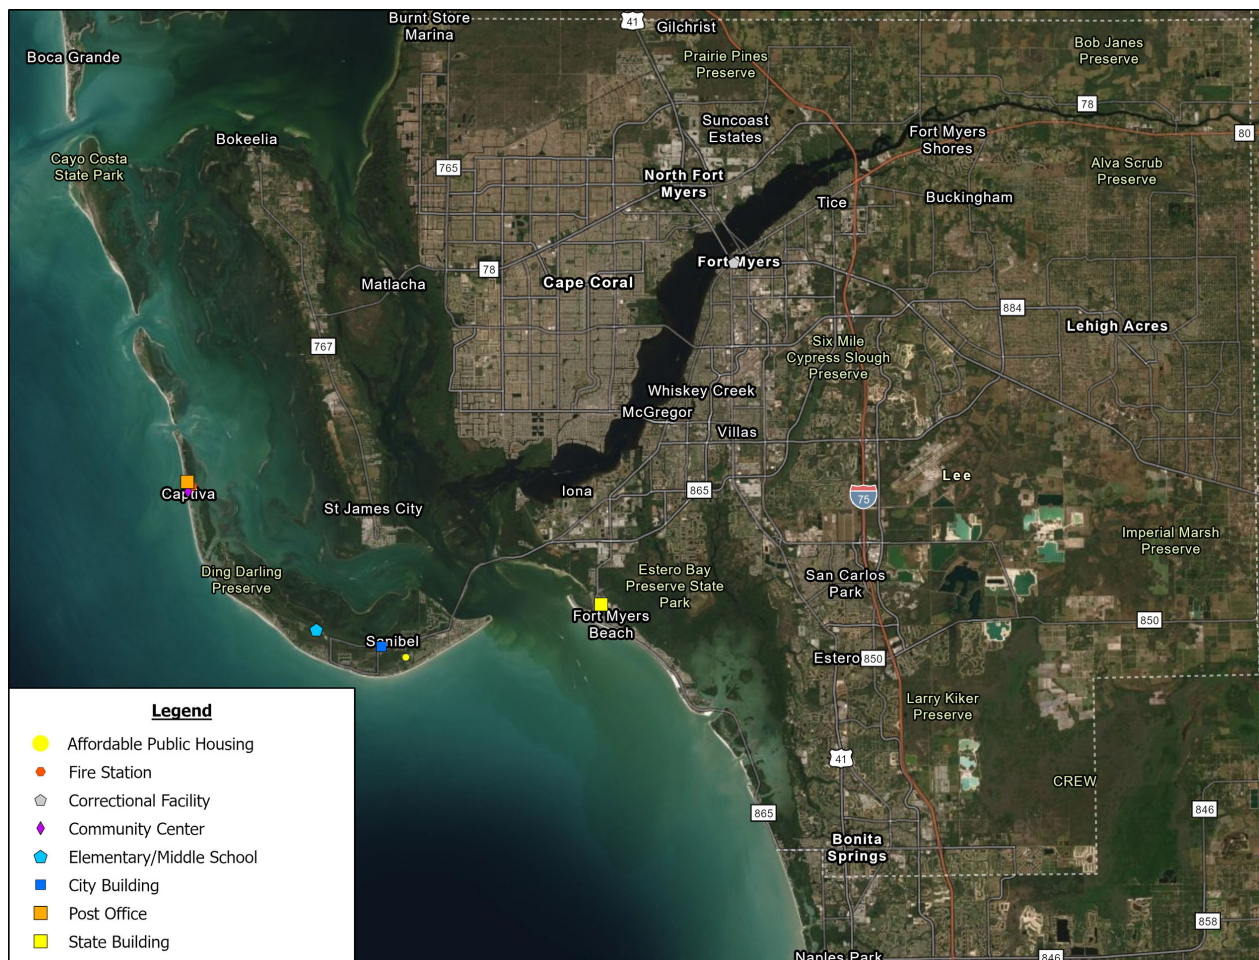 Burnt Store
Marina
41
Gilchrist
Boca Grande
Prairie Pines
Preserve
Bob Janes
Preserve
78
Suncoast
Estates
Fort Myers
Shores
80
Bokeelia
Cayo Costa
State Park
765
North Fort
Myers
Alva Scrub
Preserve
Tice
Buckingham
Fort Myers
78
Matlacha
Cape Coral
884
Lehigh Acres
767
Six Mile
Cypress Slough
Preserve
Whiskey Creek
McGregor
Villas
Captiva
Iona
865
75
Lee
St James City
Imperial Marsh
Preserve
Ding Darling
Preserve
Estero Bay
Preserve State
Park
San Carlos
Park
Fort Myers
Beach
850
Sanibel
Estero
850
Larry Kiker
Preserve
41
CREW
865
846
Bonita
Springs
858
Naples Park
846
Legend
Affordable Public Housing
Fire Station
Correctional Facility
Community Center
Elementary/Middle School
City Building
Post Office
State Building